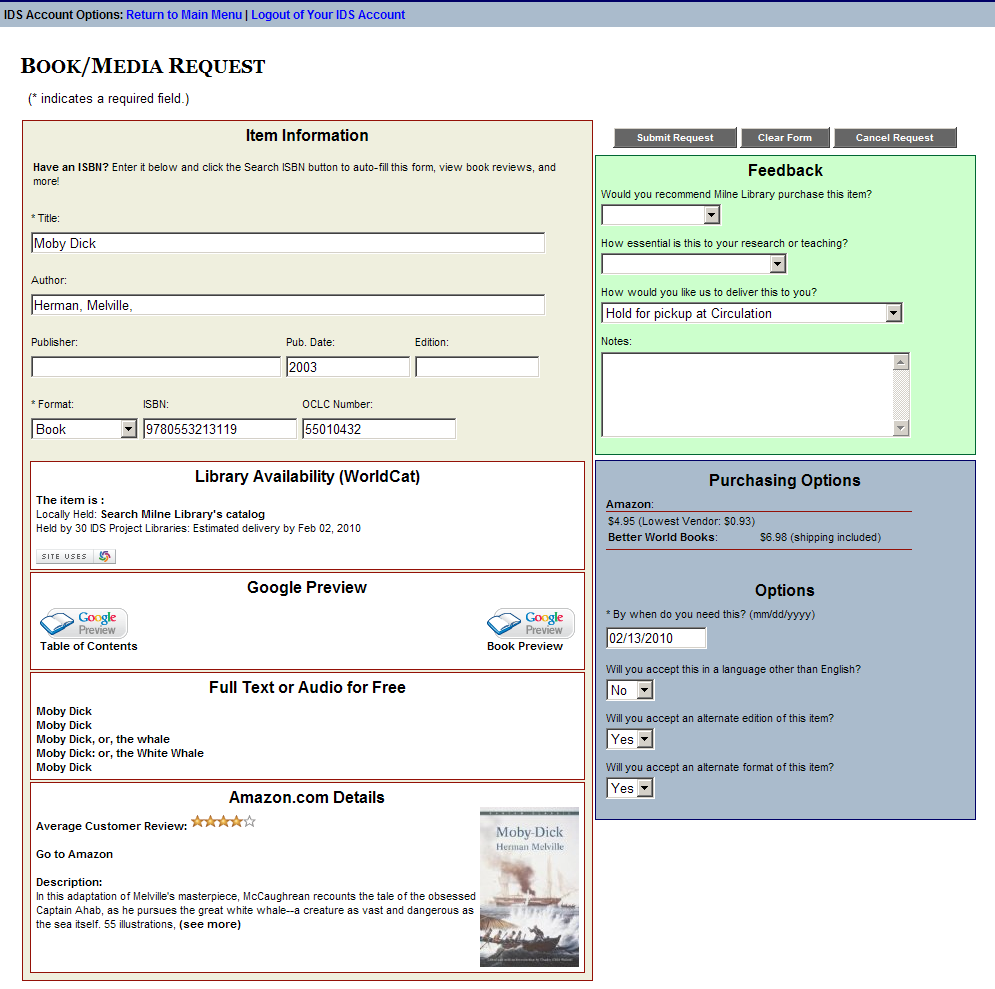 IDS Account Options: Return to Main Menu | Logout of Your IDS Account
BOOK/MEDIA REQUEST
(* indicates a required field.)
Item Information
Have an ISBN? Enter it below and click the Search ISBN button to auto-fill this form, view book reviews, and
more!
* Title:
Moby Dick
Author:
Herman, Melville,
Publisher: Pub. Date: Edition:
2003
* Format: ISBN: OCLC Number:
Book 9780553213119 55010432
Library Availability (WorldCat)
The item is :
Locally Held: Search Milne Library's catalog
Held by 30 IDS Project Libraries: Estimated delivery by Feb 02, 2010
SITE USES
Google Preview
Google Preview
Table of Contents
Google Preview
Book Preview
Full Text or Audio for Free
Moby Dick
Moby Dick
Moby Dick, or, the whale
Moby Dick: or, the White Whale
Moby Dick
Amazon.com Details
Average Customer Review:
Go to Amazon
Description:
In this adaptation of Melville's masterpiece, McCaughrean recounts the tale of the obsessed
Captain Ahab, as he pursues the great white whale--a creature as vast and dangerous as
the sea itself. 55 illustrations, (see more)
Moby-Dick
Herman Melville
Submit Request Clear Form Cancel Request
Feedback
Would you recommend Milne Library purchase this item?
How essential is this to your research or teaching?
How would you like us to deliver this to you?
Hold for pickup at Circulation
Notes:
Purchasing Options
Amazon:
$4.95 (Lowest Vendor: $0.93)
Better World Books: $6.98 (shipping included)
Options
* By when do you need this? (mm/dd/yyyy)
02/13/2010
Will you accept this in a language other than English?
No
Will you accept an alternate edition of this item?
Yes
Will you accept an alternate format of this item?
Yes